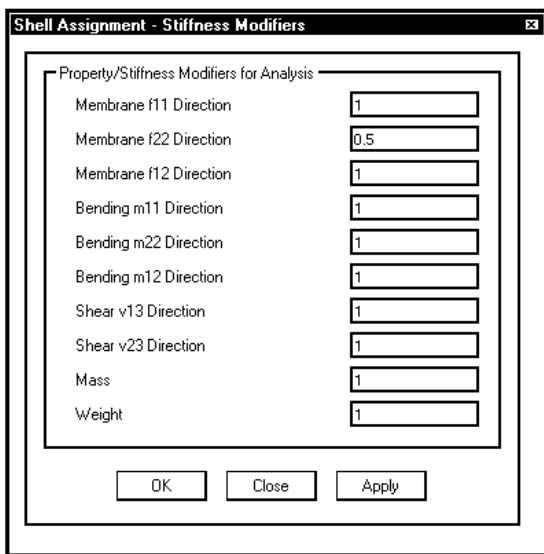 Shell Assignment - Stiffness Modifiers
Property/Stiffness Modifiers for Analysis
Membrane f11 Direction 1
Membrane f22 Direction 0.5
Membrane f12 Direction 1
Bending m11 Direction 1
Bending m22 Direction 1
Bending m12 Direction 1
Shear v13 Direction 1
Shear v23 Direction 1
Mass 1
Weight 1
OK Close Apply